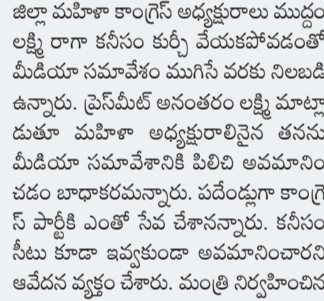 జిల్లా మహిళా కాంగ్రెస్ అధ్యక్షురాలు ముద్దం
లక్ష్మి రాగా కనీసం కుర్చీ వేయకపోవడంతో
మీడియా సమావేశం ముగిసే వరకు నిలబడి
ఉన్నారు. ప్రెస్‌మీట్ అనంతరం లక్ష్మి మాట్లా
డుతూ మహిళా అధ్యక్షురాలినైన తనను
మీడియా సమావేశానికి పిలిచి అవమానిం
చడం బాధాకరమన్నారు. పదేండ్లుగా కాంగ్రె
స్ పార్టీకి ఎంతో సేవ చేశానన్నారు. కనీసం
సీటు కూడా ఇవ్వకుండా అవమానించారని
ఆవేదన వ్యక్తం చేశారు. మంత్రి నిర్వహించిన